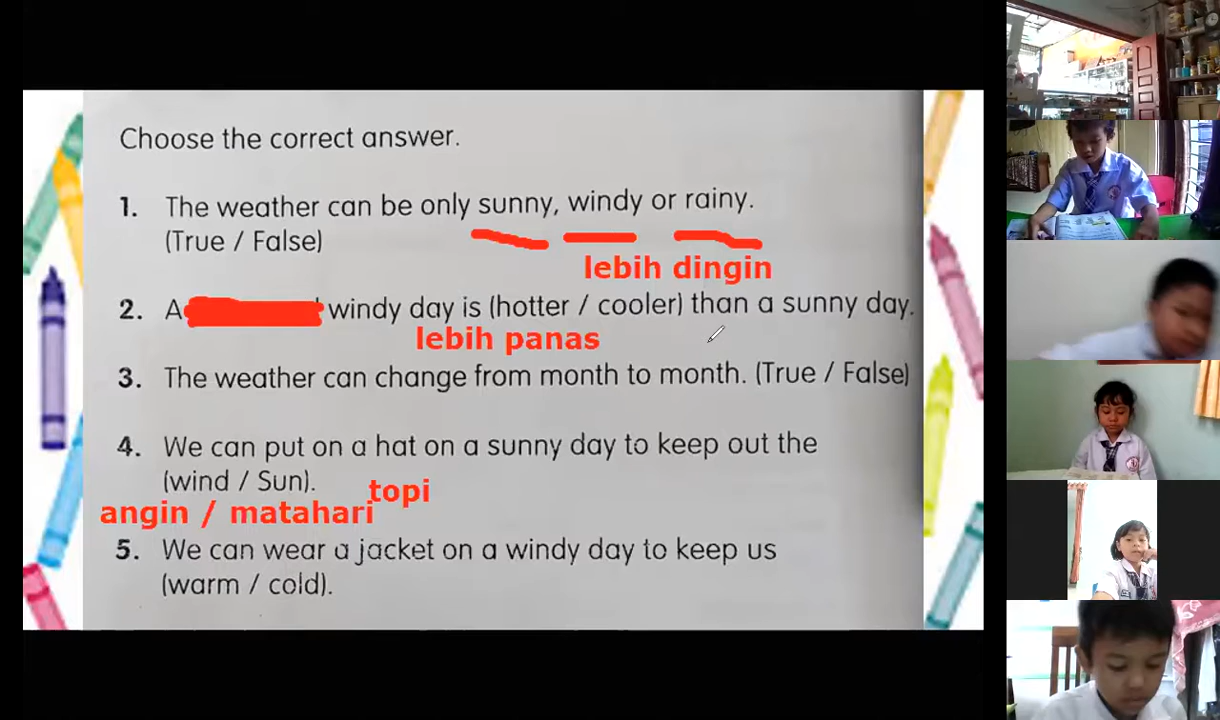 Choose the correct answer.
1. The weather can be only sunny, windy or rainy.
(True / False)
lebih dingin
2. A windy day is (hotter / cooler) than a sunny day.
lebih panas
3. The weather can change from month to month. (True / False)
4. We can put on a hat on a sunny day to keep out the
(wind / Sun).
topi
angin / matahari
5. We can wear a jacket on a windy day to keep us
(warm / cold).